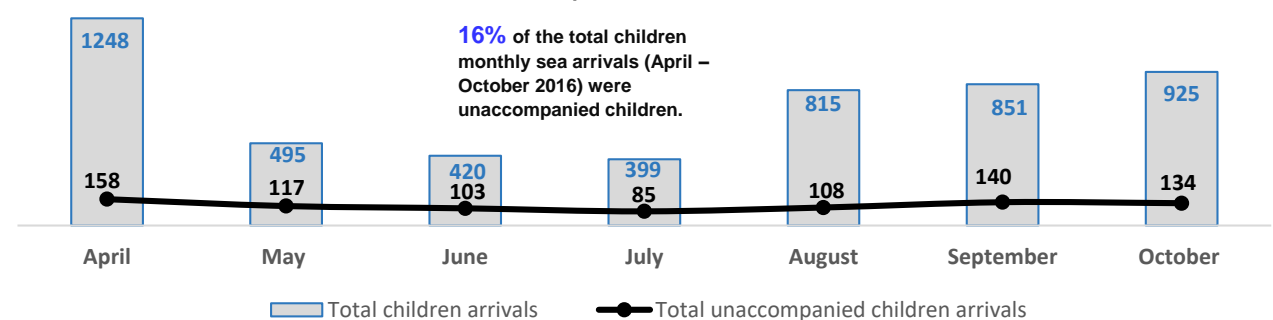 1248
16% of the total children
monthly sea arrivals (April –
October 2016) were
unaccompanied children.
815
851
925
495
420
399
158
117
103
85
108
140
134
April May June July August September October
Total children arrivals Total unaccompanied children arrivals